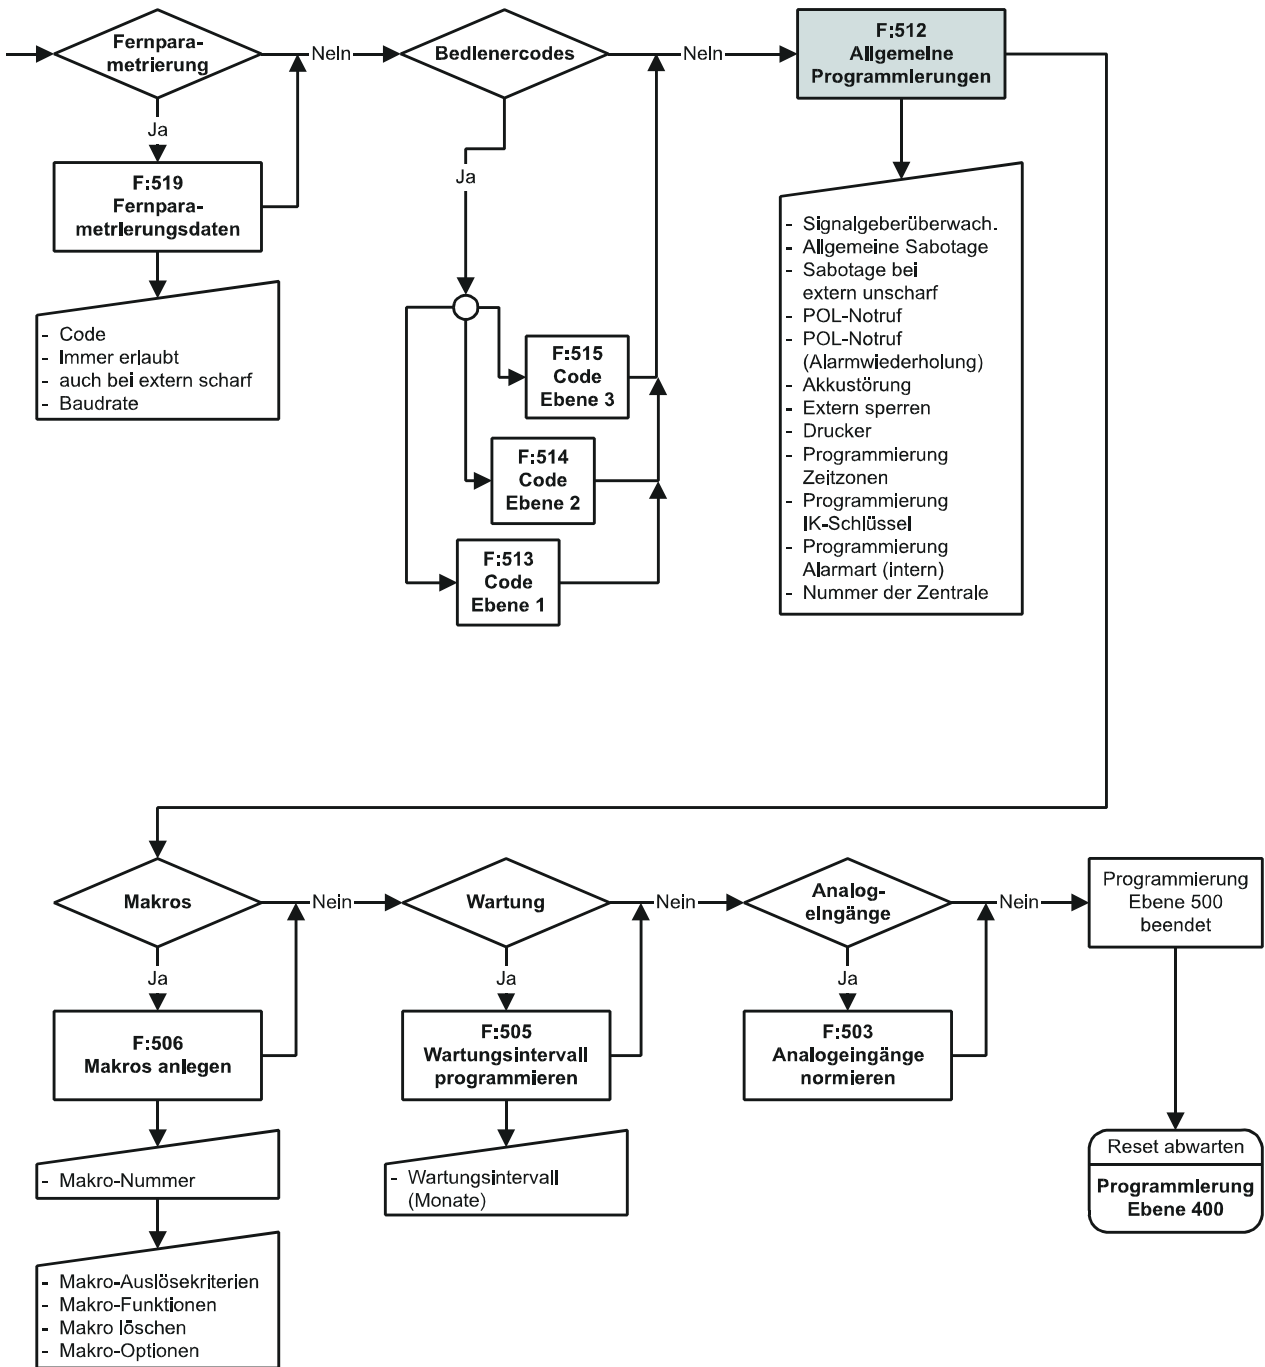 Fernpara-
metrierung
Nein
Ja
F:519
Fernpara-
metrierungsdaten
- Code
- Immer erlaubt
- auch bei extern scharf
- Baudrate
Bedienercodes
Nein
Ja
F:515
Code
Ebene 3
F:514
Code
Ebene 2
F:513
Code
Ebene 1
F:512
Allgemeine
Programmierungen
- Signalgeberüberwach.
- Allgemeine Sabotage
- Sabotage bei
extern unscharf
- POL-Notruf
- POL-Notruf
(Alarmwiederholung)
- Akkustörung
- Extern sperren
- Drucker
- Programmierung
Zeitzonen
- Programmierung
IK-Schlüssel
- Programmierung
Alarmart (intern)
- Nummer der Zentrale
Makros
Nein
Ja
F:506
Makros anlegen
- Makro-Nummer
- Makro-Auslösekriterien
- Makro-Funktionen
- Makro löschen
- Makro-Optionen
Wartung
Nein
Ja
F:505
Wartungsintervall
programmieren
- Wartungsintervall
(Monate)
Analog-
eingänge
Nein
Ja
F:503
Analogeingänge
normieren
Programmierung
Ebene 500
beendet
Reset abwarten
Programmierung
Ebene 400